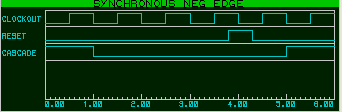 SYNCHRONOUS NEG EDGE
CLOCKOUT
RESET
CASCADE
0.00 1.00 2.00 3.00 4.00 5.00 6.00